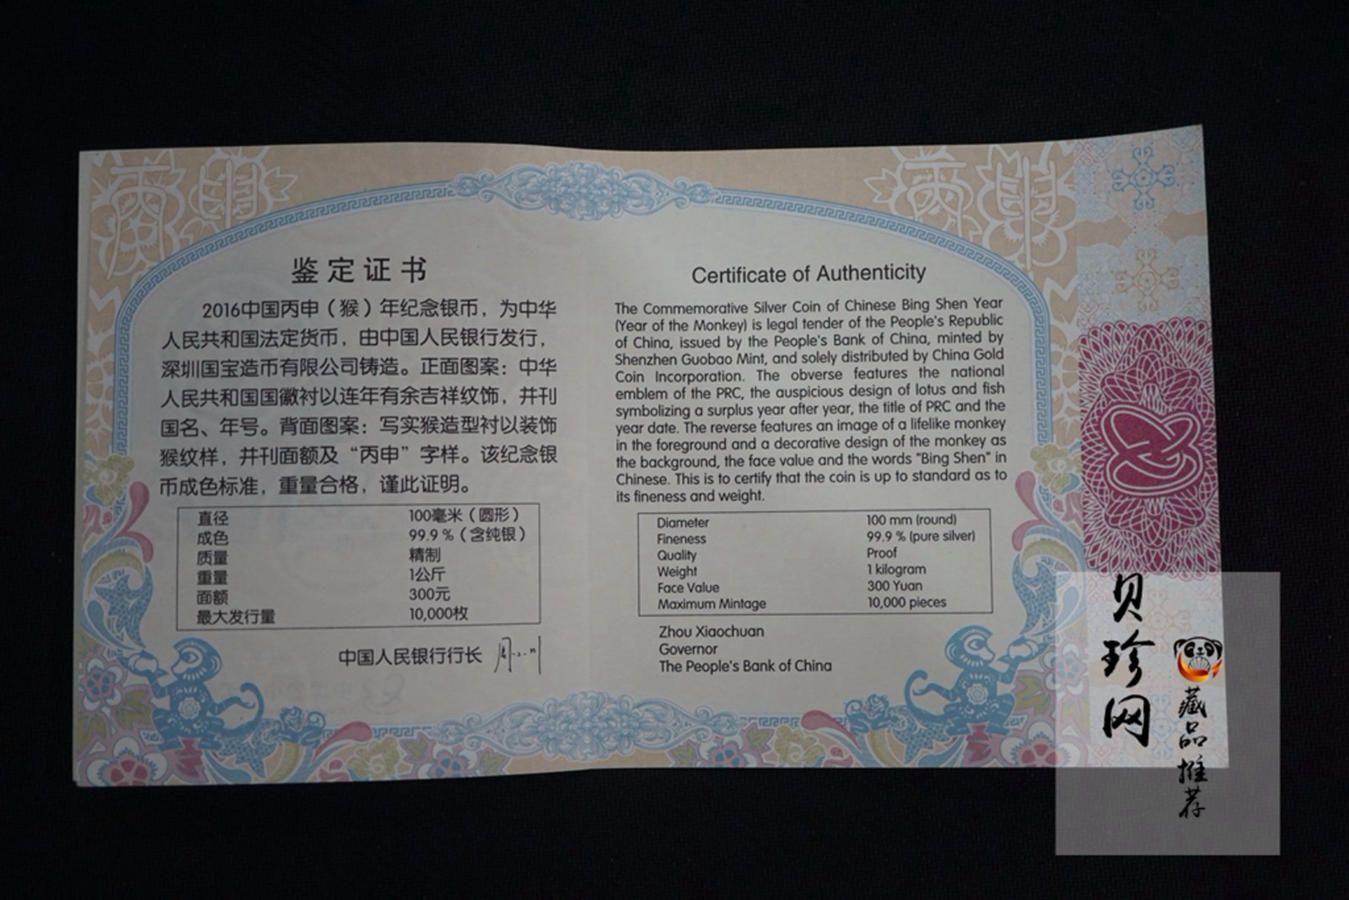 鉴定证书
2016中国丙申（猴）年纪念银币，为中华
人民共和国法定货币，由中国人民银行发行，
深圳国宝造币有限公司铸造。正面图案：中华
人民共和国国徽衬以连年有余吉祥纹饰，并刊
国名、年号。背面图案：写实猴造型衬以装饰
猴纹样，并刊面额及“丙申”字样。该纪念银
币成色标准，重量合格，谨此证明。
直径 100毫米（圆形）
成色 99.9 %（含纯银）
质量 精制
重量 1公斤
面额 300元
最大发行量 10,000枚
中国人民银行行长
Certificate of Authenticity
The Commemorative Silver Coin of Chinese Bing Shen Year
(Year of the Monkey) is legal tender of the People's Republic
of China, issued by the People's Bank of China, minted by
Shenzhen Guobao Mint, and solely distributed by China Gold
Coin Incorporation. The obverse features the national
emblem of the PRC, the auspicious design of lotus and fish
symbolizing a surplus year after year, the title of PRC and the
year date. The reverse features an image of a lifelike monkey
in the foreground and a decorative design of the monkey as
the background, the face value and the words "Bing Shen" in
Chinese. This is to certify that the coin is up to standard as to
its fineness and weight.
Diameter 100 mm (round)
Fineness 99.9 % (pure silver)
Quality Proof
Weight 1 kilogram
Face Value 300 Yuan
Maximum Mintage 10,000 pieces
Zhou Xiaochuan
Governor
The People's Bank of China
贝珍网
藏品推荐